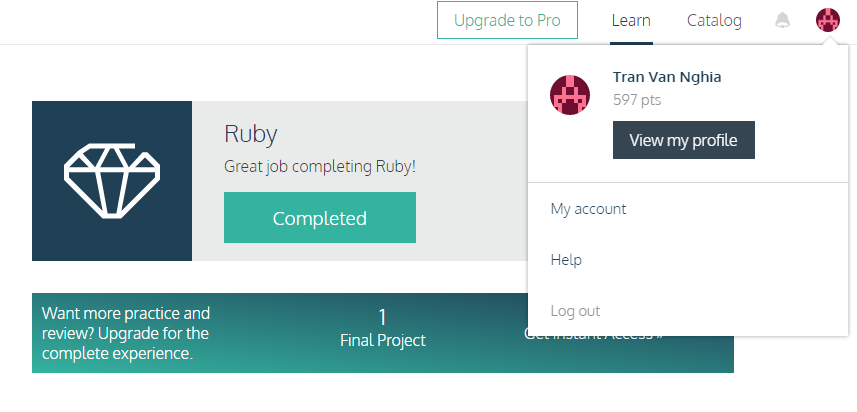 Upgrade to Pro
Learn
Catalog
Tran Van Nghia
597 pts
View my profile
My account
Help
Log out
Ruby
Great job completing Ruby!
Completed
Want more practice and
review? Upgrade for the
complete experience.
1
Final Project
Get Instant Access »